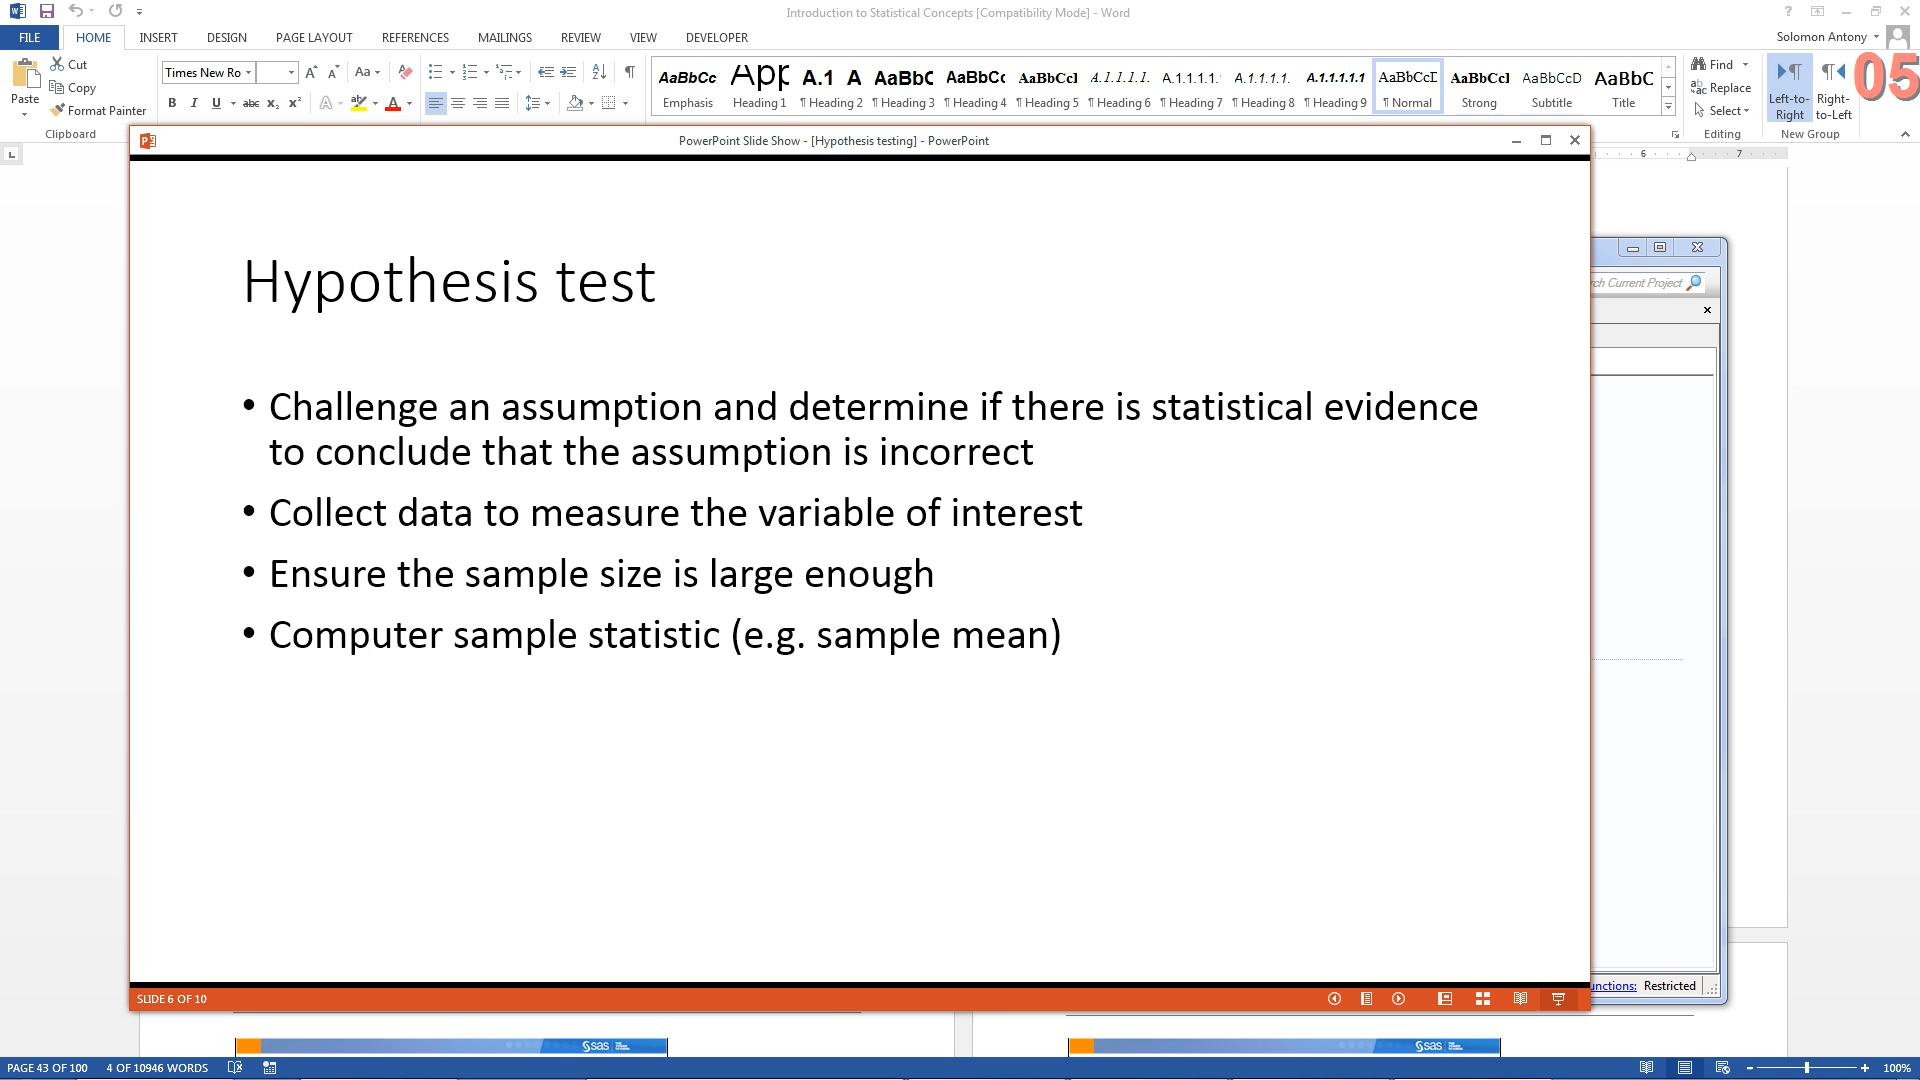 Introduction to Statistical Concepts [Compatibility Mode] - Word
FILE HOME INSERT DESIGN PAGE LAYOUT REFERENCES MAILINGS REVIEW VIEW DEVELOPER
Solomon Antony
05
Paste
Cut
Copy
Format Painter
Clipboard
Times New Ro
AaBbCc Emphasis
App Heading 1
A.1 A ¶ Heading 2
AaBbC ¶ Heading 3
AaBbCc ¶ Heading 4
AaBbCcI ¶ Heading 5
A.1.1.1.1. ¶ Heading 6
A.1.1.1.1. ¶ Heading 7
A.1.1.1.1. ¶ Heading 8
A.1.1.1.1.1 ¶ Heading 9
AaBbCcD ¶ Normal
AaBbCcI Strong
AaBbCcD Subtitle
AaBbC Title
Find
Replace
Select
Editing
Left-to-Right
Right-to-Left
New Group
6 7
PowerPoint Slide Show - [Hypothesis testing] - PowerPoint
Hypothesis test
• Challenge an assumption and determine if there is statistical evidence
to conclude that the assumption is incorrect
• Collect data to measure the variable of interest
• Ensure the sample size is large enough
• Computer sample statistic (e.g. sample mean)
rch Current Project
unctions: Restricted
SLIDE 6 OF 10
sas
sas
PAGE 43 OF 100 4 OF 10946 WORDS
100%